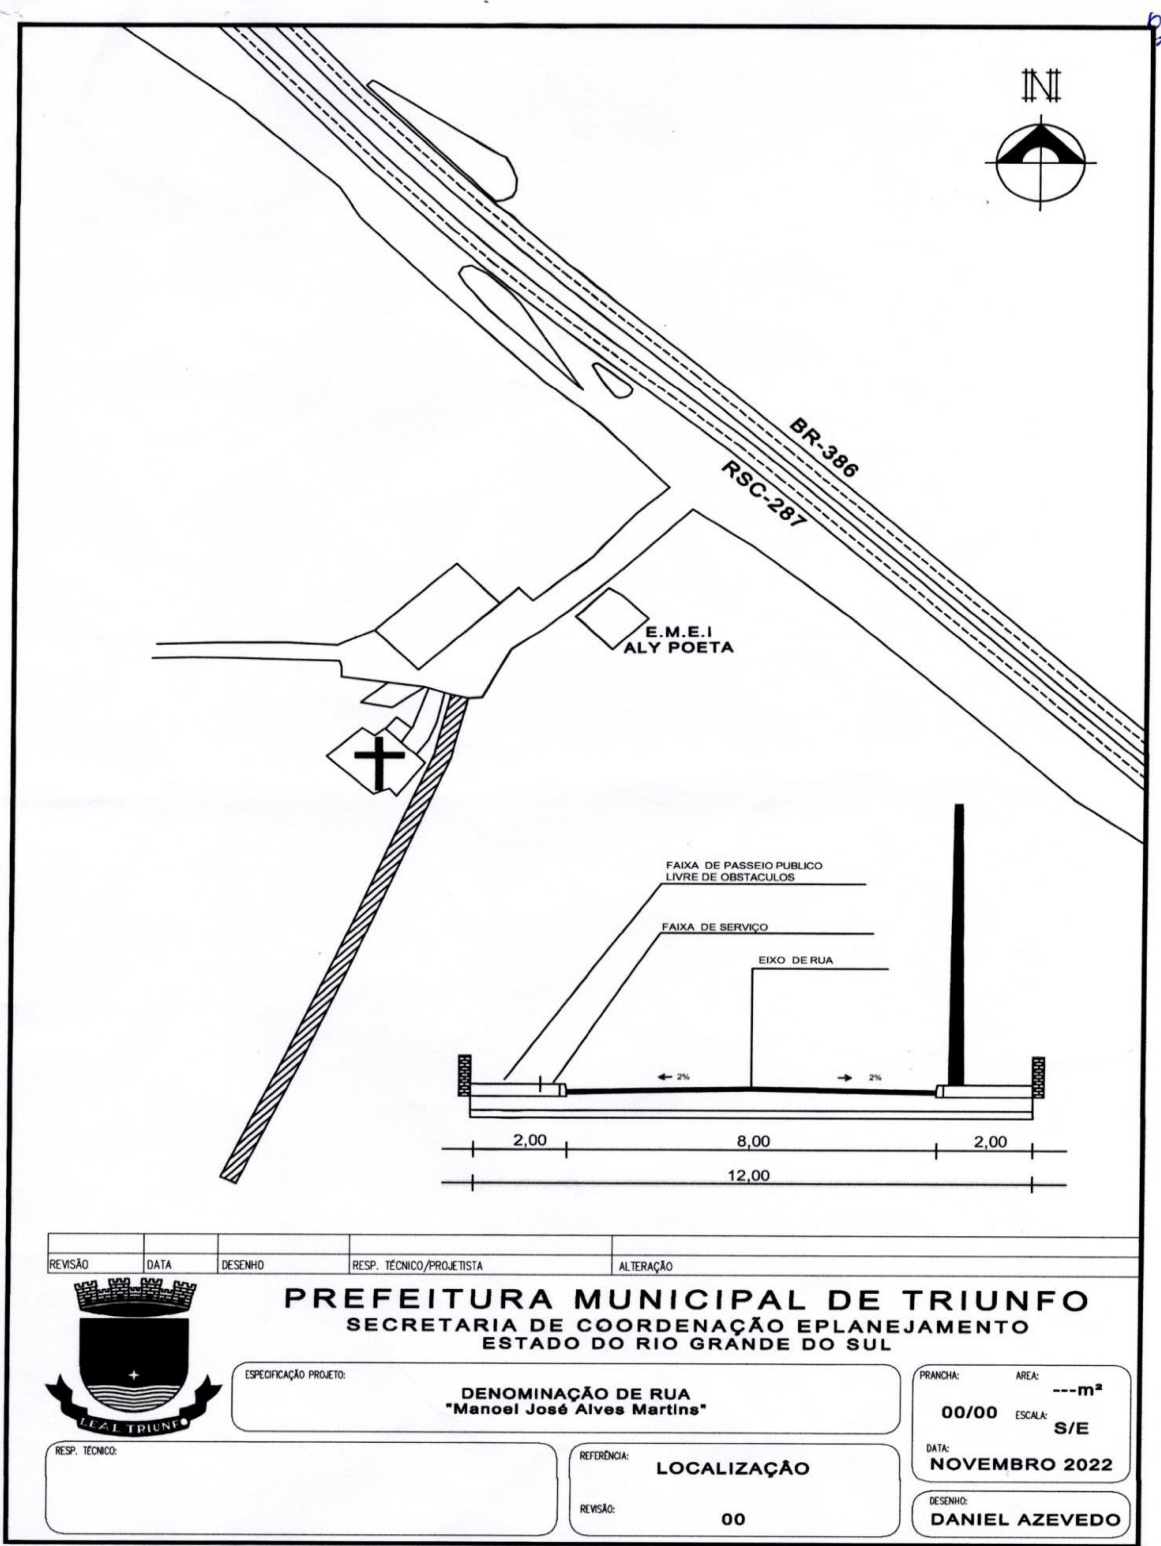 N
BR-386
RSC-287
E.M.E.I
ALY POETA
FAIXA DE PASSEIO PUBLICO
LIVRE DE OBSTACULOS
FAIXA DE SERVIÇO
EIXO DE RUA
2% 2%
2,00 8,00 2,00
12,00
REVISÃO DATA DESENHO RESP. TÉCNICO/PROJETISTA ALTERAÇÃO
PREFEITURA MUNICIPAL DE TRIUNFO
SECRETARIA DE COORDENAÇÃO EPLANEJAMENTO
ESTADO DO RIO GRANDE DO SUL
LEAL TRIUNFO
ESPECIFICAÇÃO PROJETO:
DENOMINAÇÃO DE RUA
"Manoel José Alves Martins"
PRANCHA: AREA:
---m²
00/00 ESCALA:
S/E
DATA:
NOVEMBRO 2022
RESP. TÉCNICO:
REFERÊNCIA:
LOCALIZAÇÂO
REVISÃO:
00
DESENHO:
DANIEL AZEVEDO